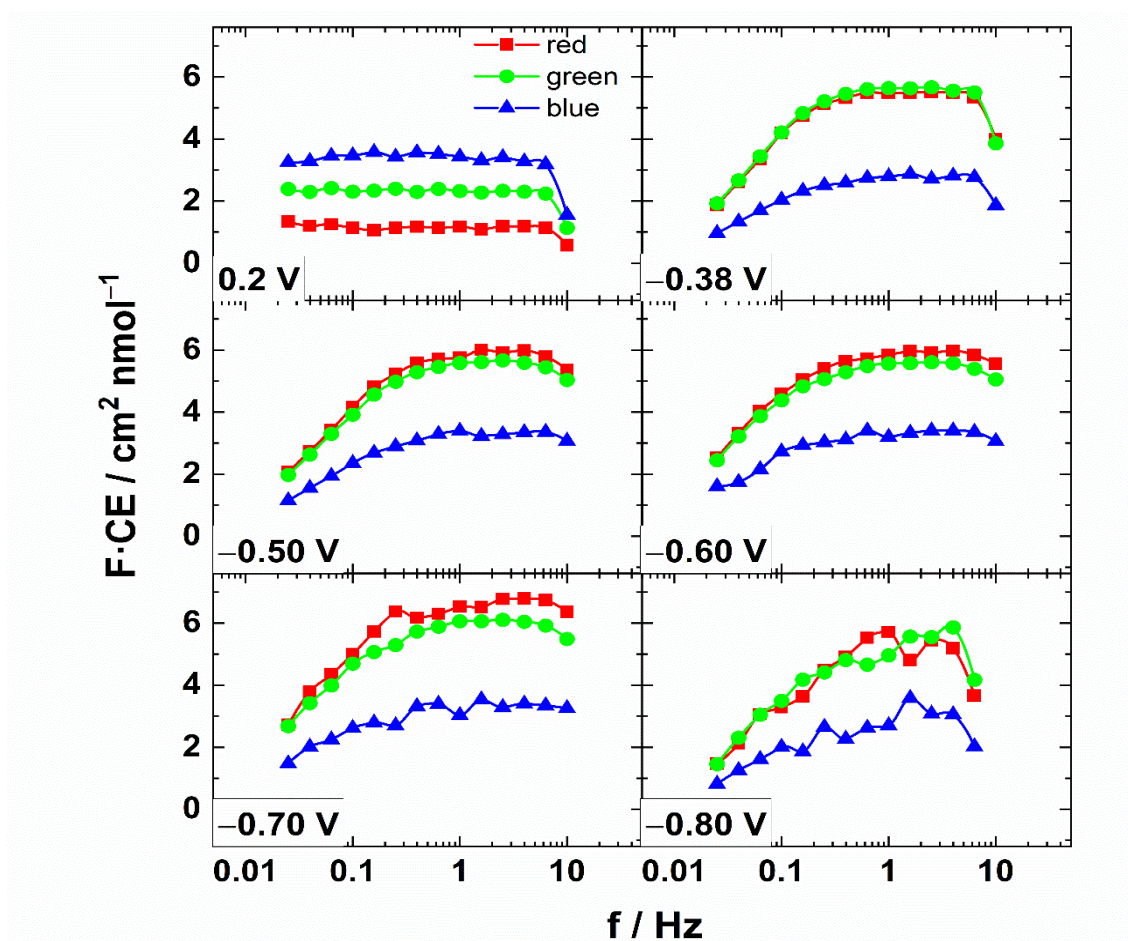 red
green
blue
6
4
2
0
0.2 V
−0.38 V
6
4
2
0
−0.50 V
−0.60 V
6
4
2
0
−0.70 V
−0.80 V
0.01 0.1 1 10 0.01 0.1 1 10
F·CE / cm² nmol⁻¹
f / Hz